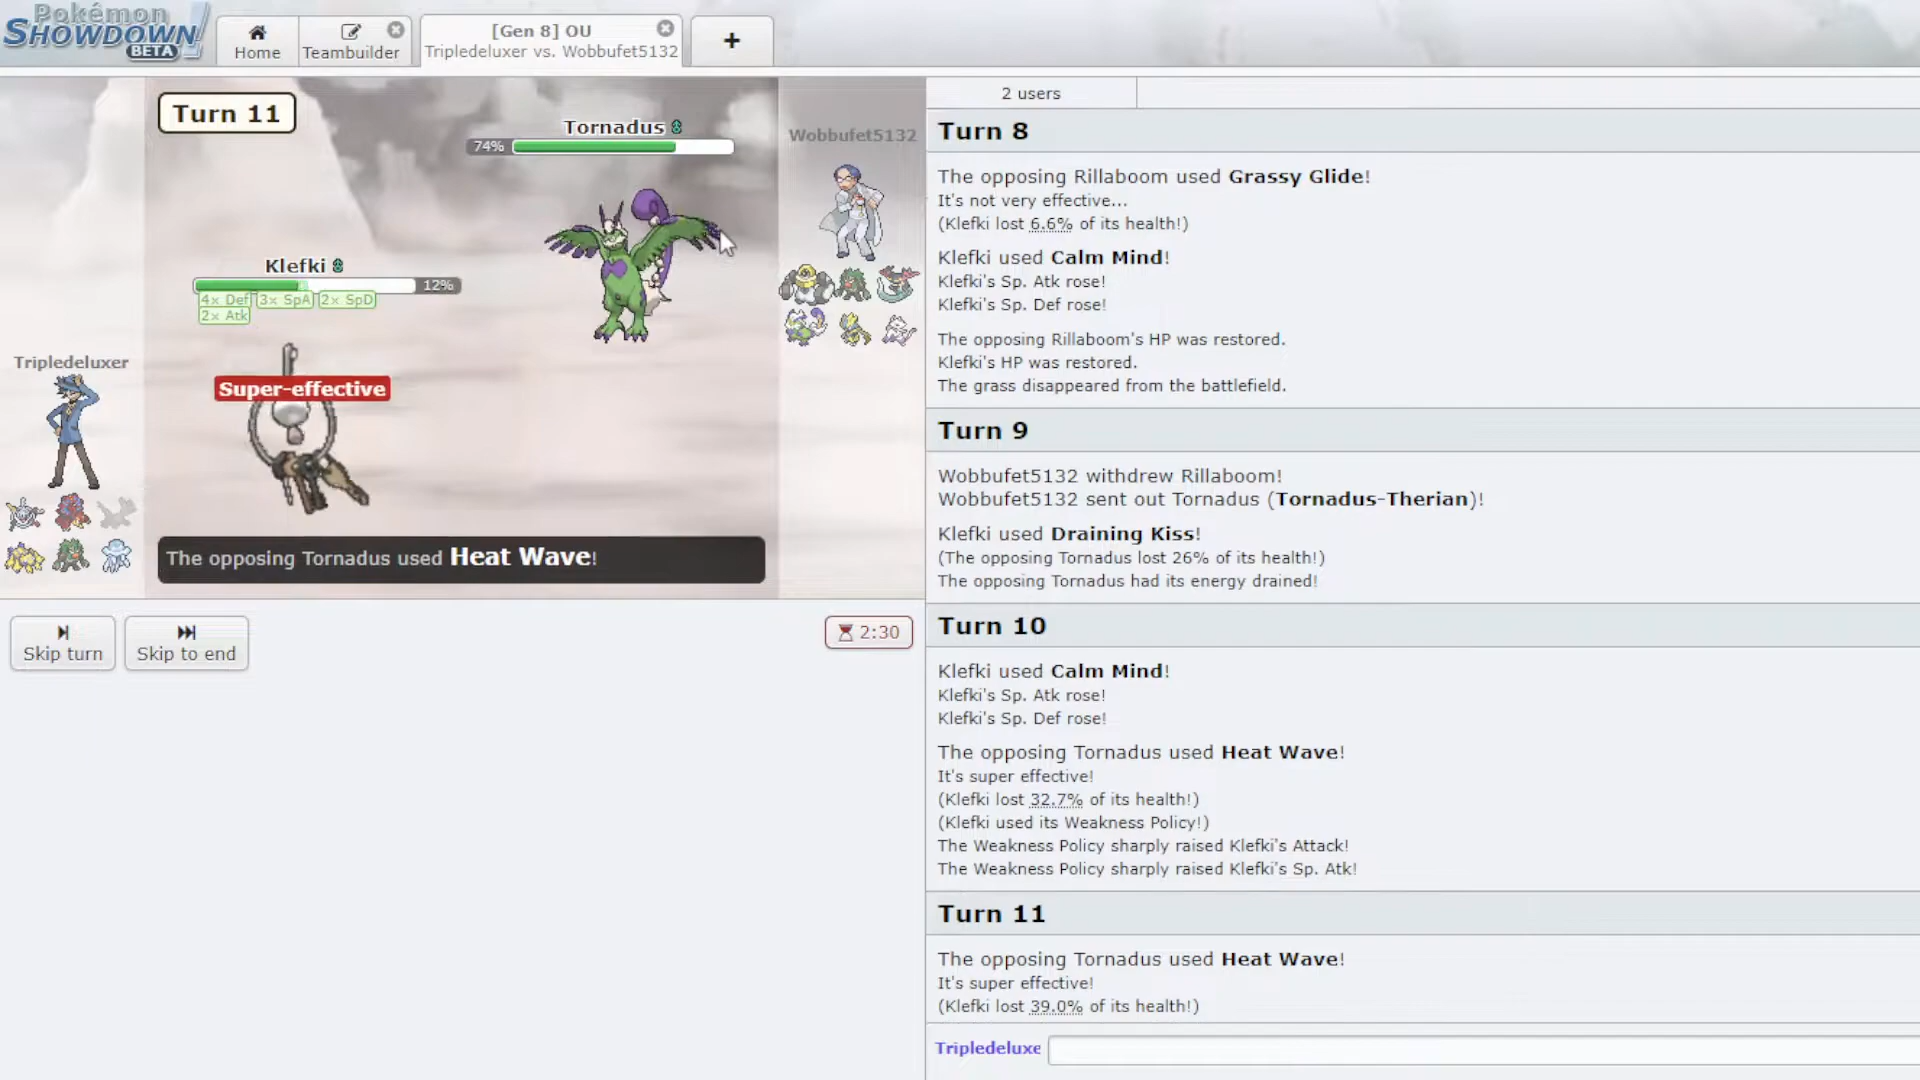 Pokémon
SHOWDOWN!
BETA
Home
Teambuilder
[Gen 8] OU
Tripledeluxer vs. Wobbufet5132
+
Turn 11
Tornadus
74%
Wobbufet5132
Klefki
12%
4× Def 3× SpA 2× SpD
2× Atk
Tripledeluxer
Super-effective
The opposing Tornadus used Heat Wave!
Skip turn
Skip to end
2:30
2 users
Turn 8
The opposing Rillaboom used Grassy Glide!
It's not very effective...
(Klefki lost 6.6% of its health!)
Klefki used Calm Mind!
Klefki's Sp. Atk rose!
Klefki's Sp. Def rose!
The opposing Rillaboom's HP was restored.
Klefki's HP was restored.
The grass disappeared from the battlefield.
Turn 9
Wobbufet5132 withdrew Rillaboom!
Wobbufet5132 sent out Tornadus (Tornadus-Therian)!
Klefki used Draining Kiss!
(The opposing Tornadus lost 26% of its health!)
The opposing Tornadus had its energy drained!
Turn 10
Klefki used Calm Mind!
Klefki's Sp. Atk rose!
Klefki's Sp. Def rose!
The opposing Tornadus used Heat Wave!
It's super effective!
(Klefki lost 32.7% of its health!)
(Klefki used its Weakness Policy!)
The Weakness Policy sharply raised Klefki's Attack!
The Weakness Policy sharply raised Klefki's Sp. Atk!
Turn 11
The opposing Tornadus used Heat Wave!
It's super effective!
(Klefki lost 39.0% of its health!)
Tripledeluxe